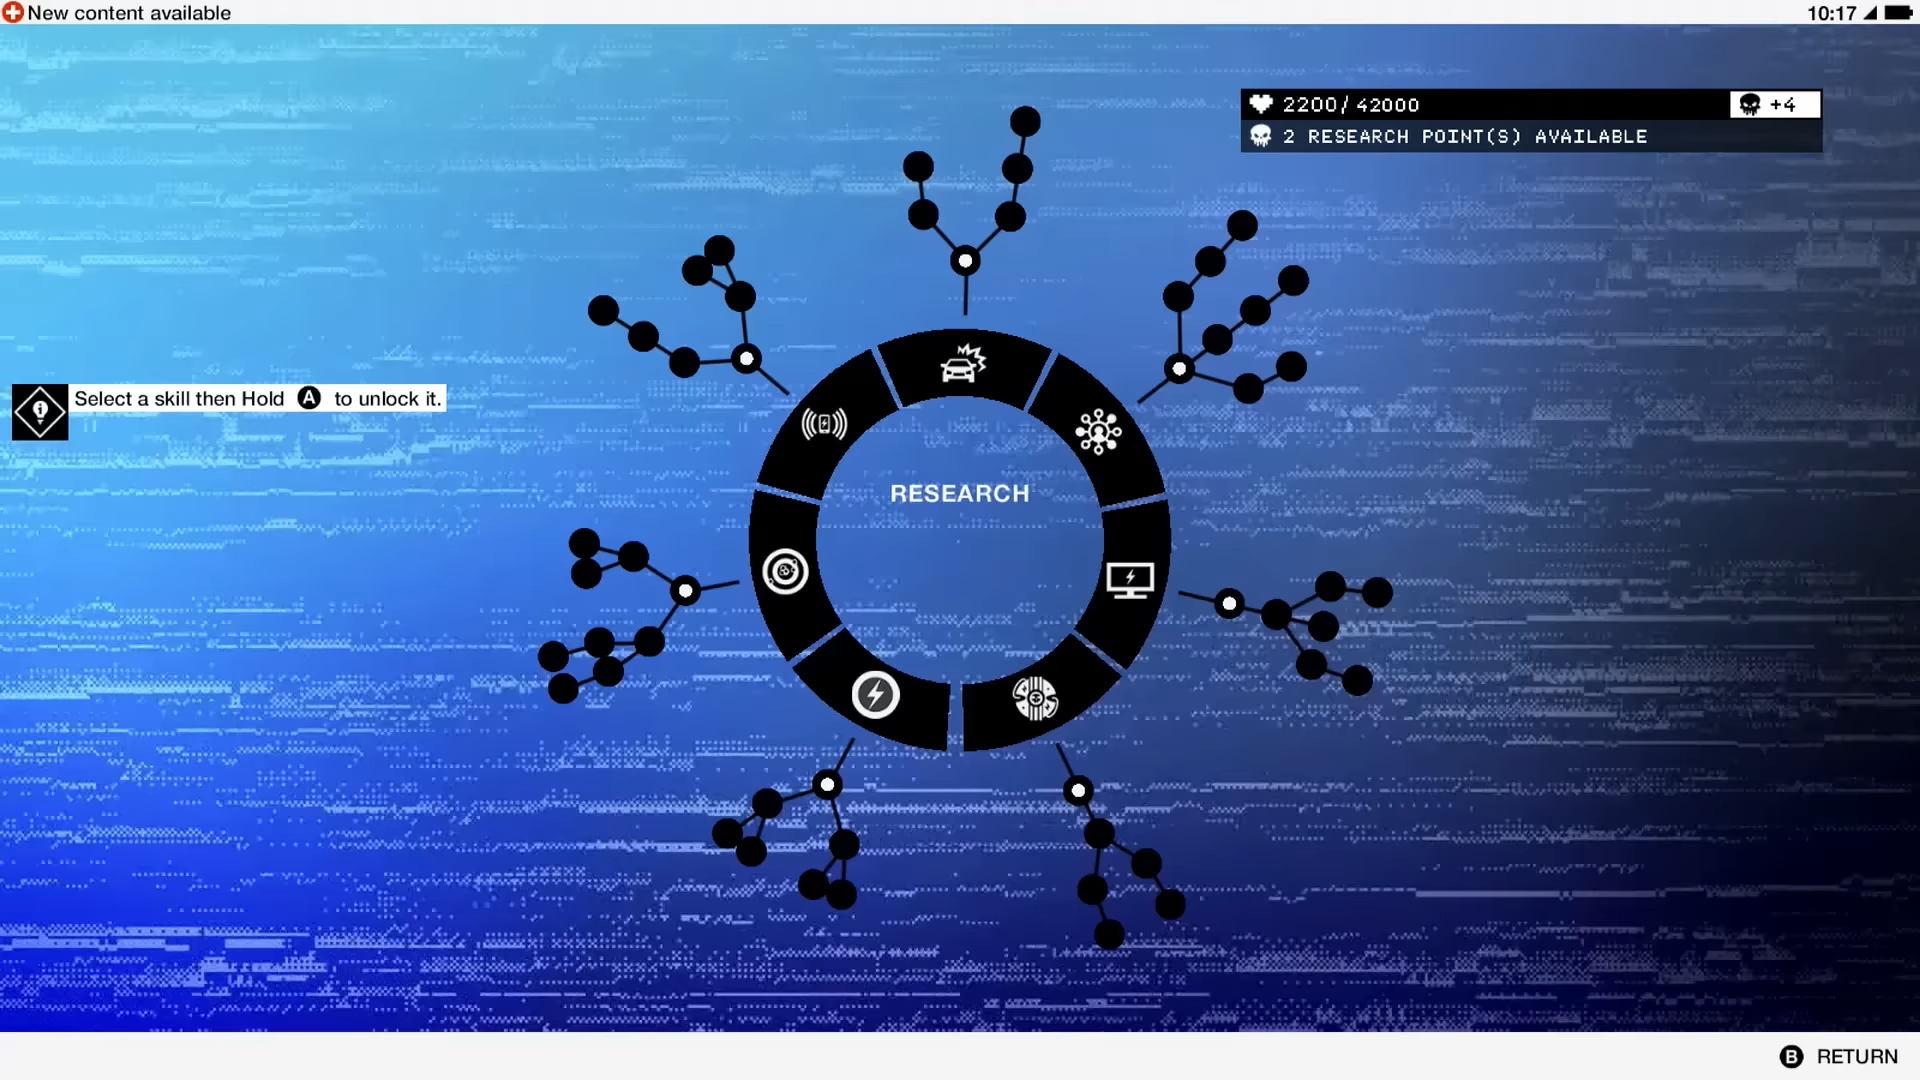 New content available
10:17
2200/ 42000
+4
2 RESEARCH POINT(S) AVAILABLE
Select a skill then Hold A to unlock it.
RESEARCH
B RETURN